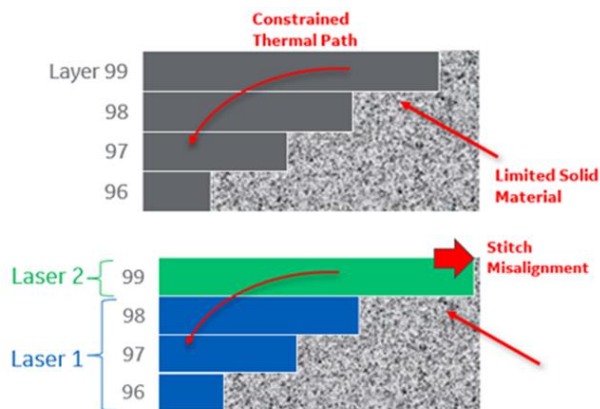 Constrained
Thermal Path
Layer 99
98
97
96
Limited Solid
Material
Stitch
Misalignment
Laser 2
99
98
Laser 1
97
96